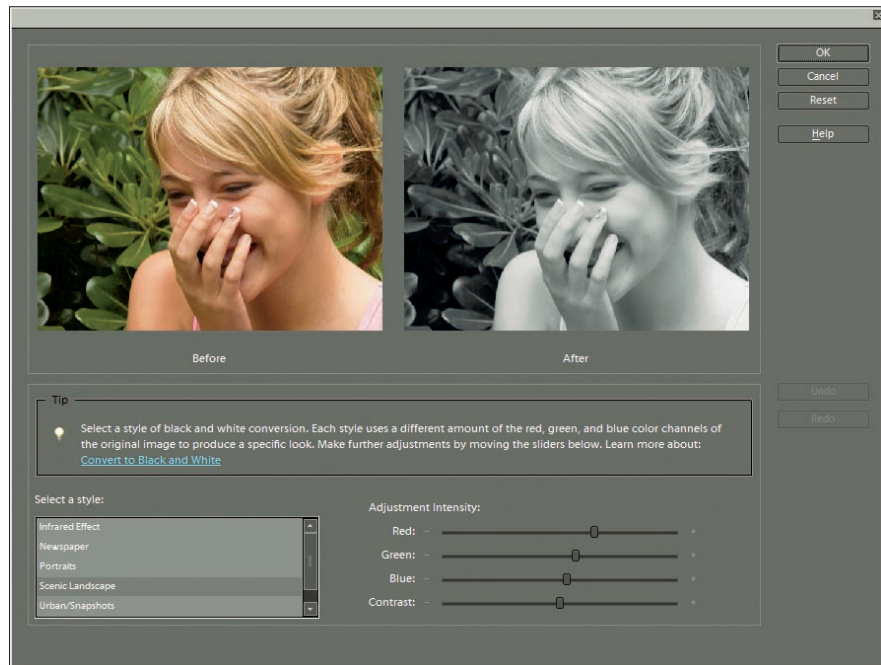 OK
Cancel
Reset
Help
Before
After
Undo
Redo
Tip
Select a style of black and white conversion. Each style uses a different amount of the red, green, and blue color channels of
the original image to produce a specific look. Make further adjustments by moving the sliders below. Learn more about:
Convert to Black and White
Select a style:
Infrared Effect
Newspaper
Portraits
Scenic Landscape
Urban/Snapshots
Adjustment Intensity:
Red: - +
Green: - +
Blue: - +
Contrast: - +